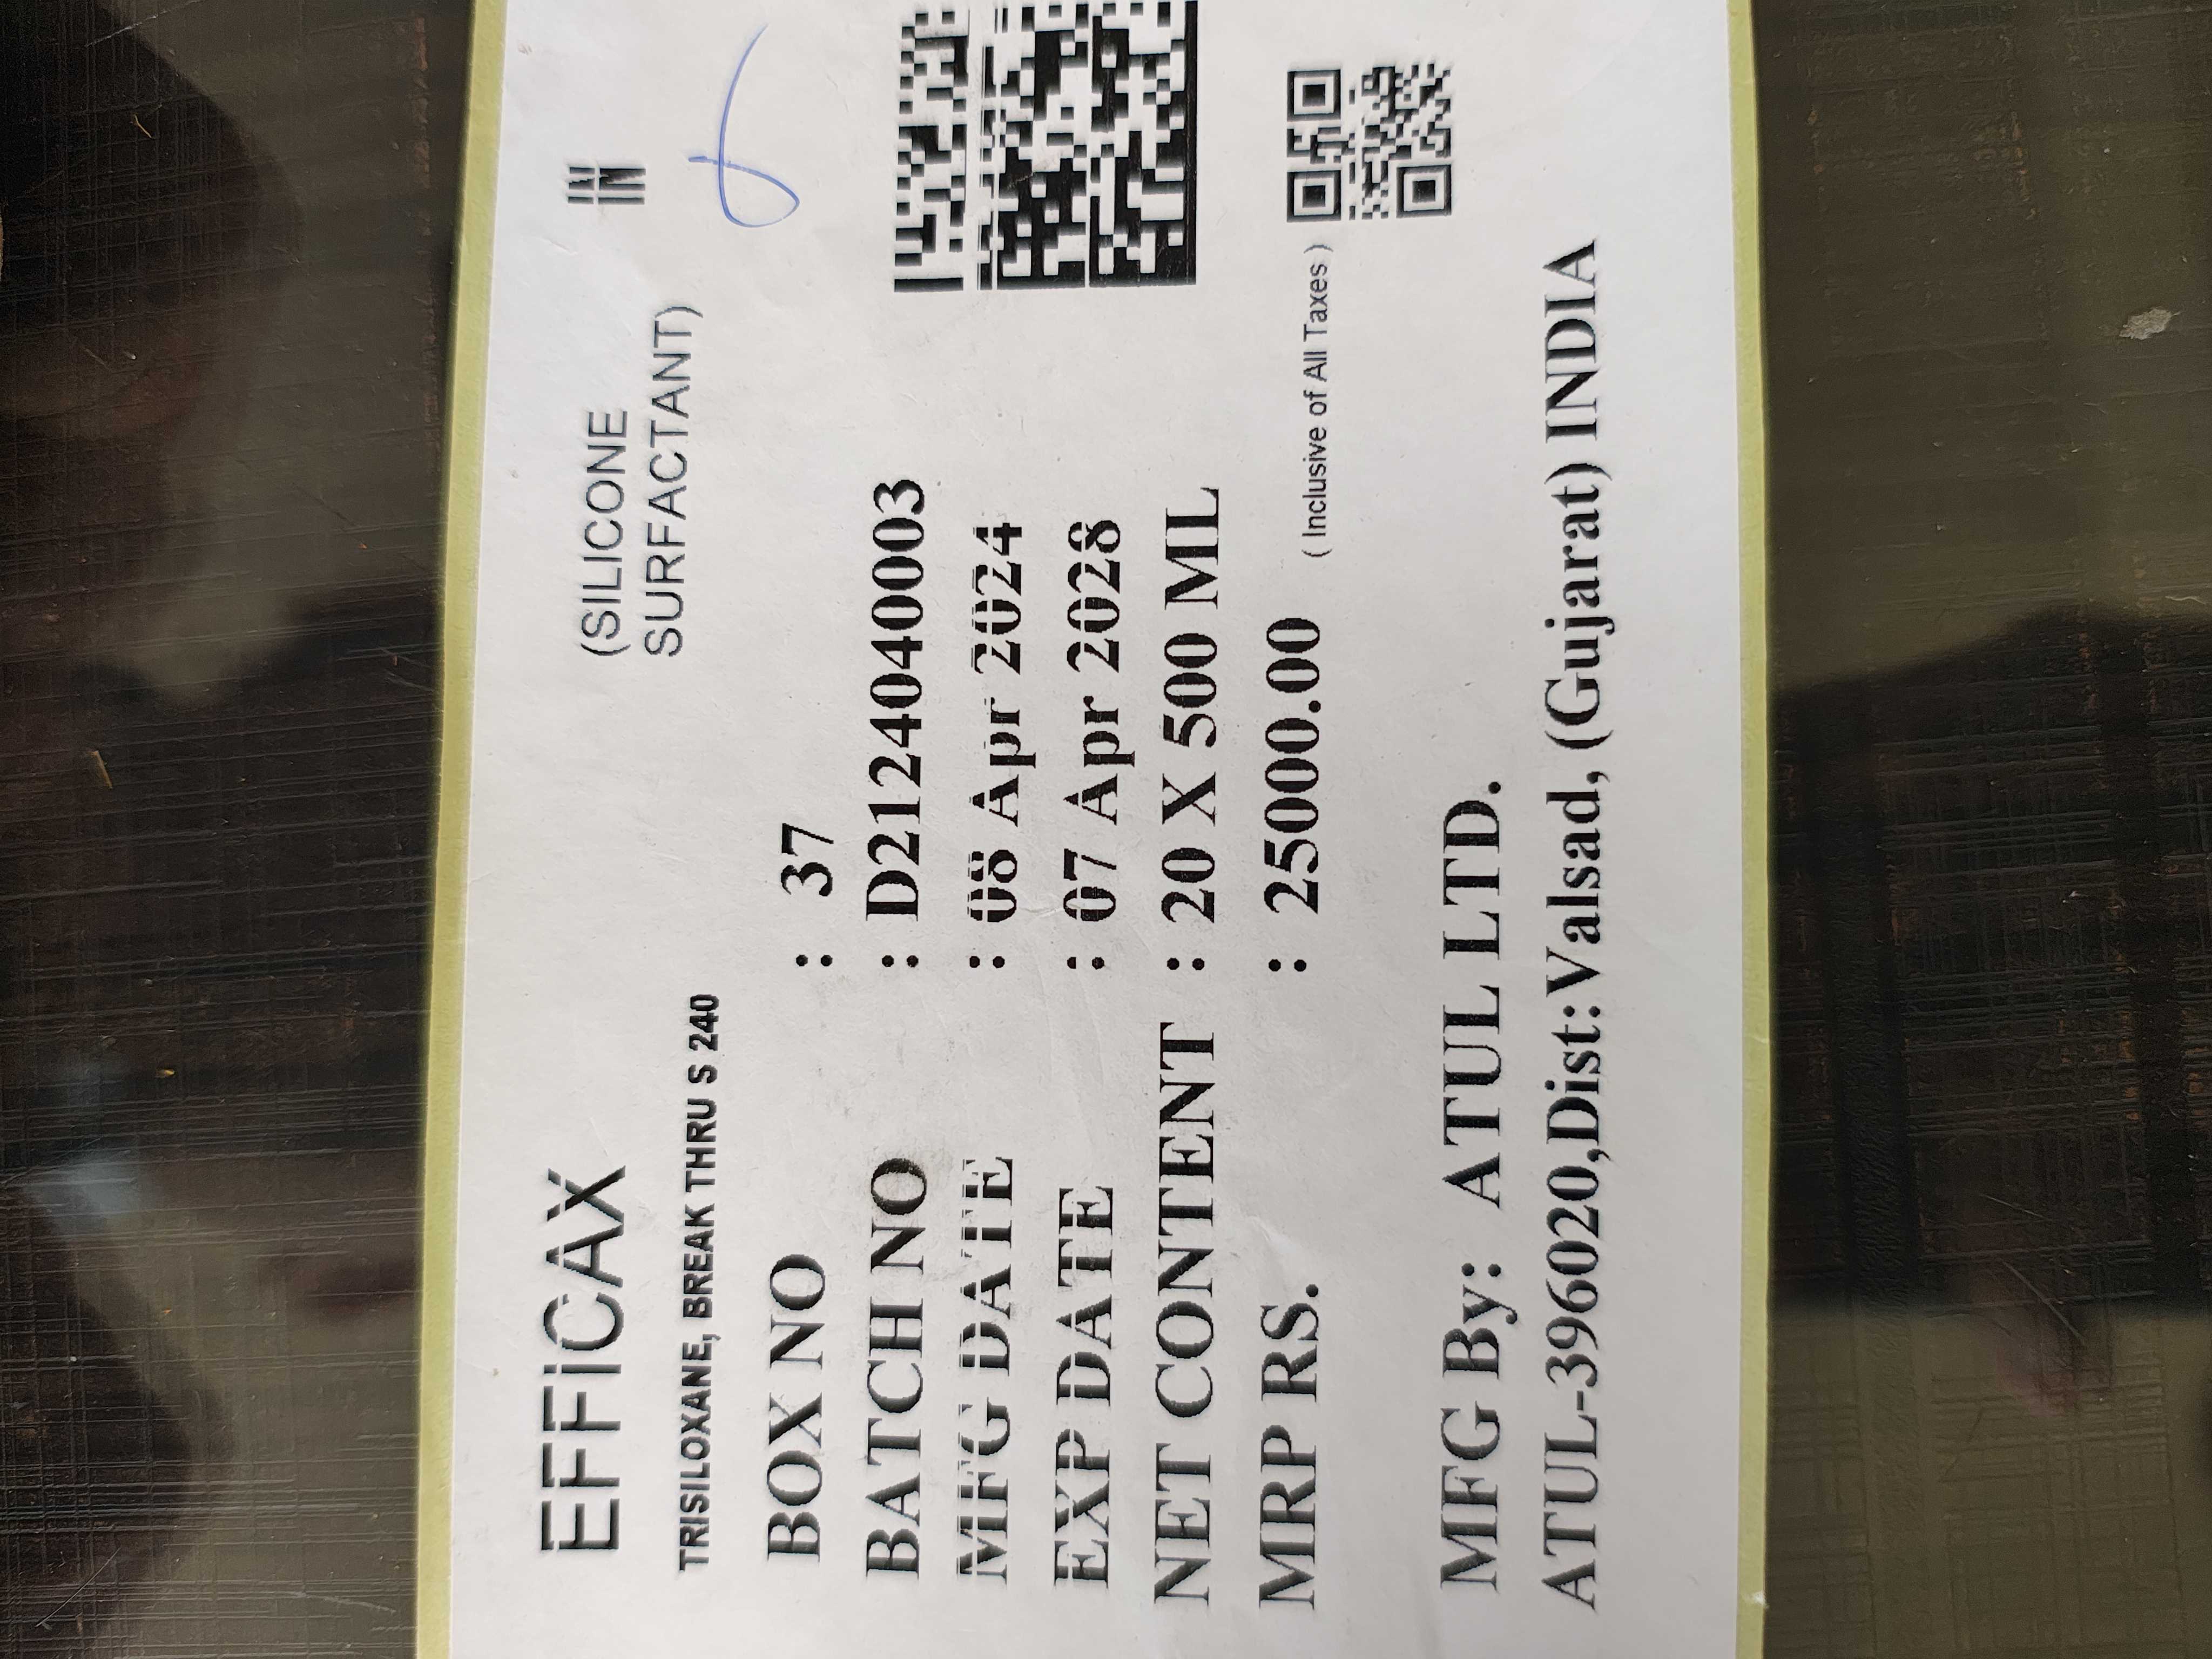 EFFiCAX (SILICONE SURFACTANT) IN
TRISILOXANE, BREAK THRU S 240
BOX NO : 37
BATCH NO : D212404003
MFG DATE : 08 Apr 2024
EXP DATE : 07 Apr 2028
NET CONTENT : 20 X 500 ML
MRP RS. : 25000.00 ( Inclusive of All Taxes )
MFG By: ATUL LTD.
ATUL-396020,Dist:Valsad, (Gujarat) INDIA